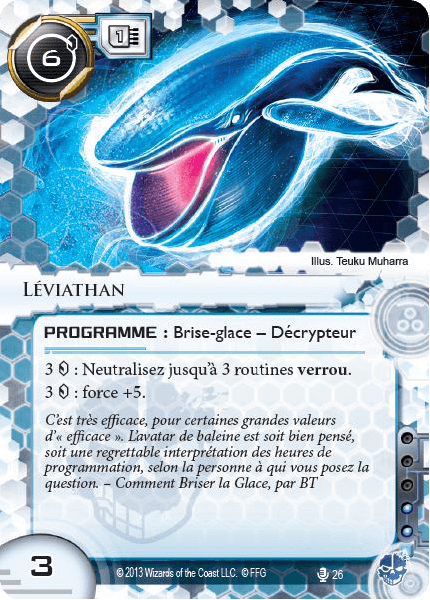 6
1
Illus. Teuku Muharra
LÉVIATHAN
PROGRAMME : Brise-glace – Décrypteur
3 : Neutralisez jusqu'à 3 routines verrou.
3 : force +5.
C'est très efficace, pour certaines grandes valeurs
d'« efficace ». L'avatar de baleine est soit bien pensé,
soit une regrettable interprétation des heures de
programmation, selon la personne à qui vous posez la
question. – Comment Briser la Glace, par BT
3
© 2013 Wizards of the Coast LLC. © FFG
26